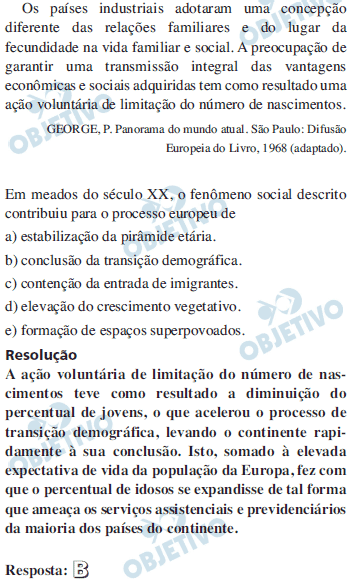 Os países industriais adotaram uma concepção
diferente das relações familiares e do lugar da
fecundidade na vida familiar e social. A preocupação de
garantir uma transmissão integral das vantagens
econômicas e sociais adquiridas tem como resultado uma
ação voluntária de limitação do número de nascimentos.
GEORGE, P. Panorama do mundo atual. São Paulo: Difusão
Europeia do Livro, 1968 (adaptado).
Em meados do século XX, o fenômeno social descrito
contribuiu para o processo europeu de
a) estabilização da pirâmide etária.
b) conclusão da transição demográfica.
c) contenção da entrada de imigrantes.
d) elevação do crescimento vegetativo.
e) formação de espaços superpovoados.
Resolução
A ação voluntária de limitação do número de nas-
cimentos teve como resultado a diminuição do
percentual de jovens, o que acelerou o processo de
transição demográfica, levando o continente rapi-
damente à sua conclusão. Isto, somado à elevada
expectativa de vida da população da Europa, fez com
que o percentual de idosos se expandisse de tal forma
que ameaça os serviços assistenciais e previdenciários
da maioria dos países do continente.
Resposta: B
OBJETIVO
OBJETIVO
OBJETIVO
OBJETIVO
OBJETIVO
OBJETIVO